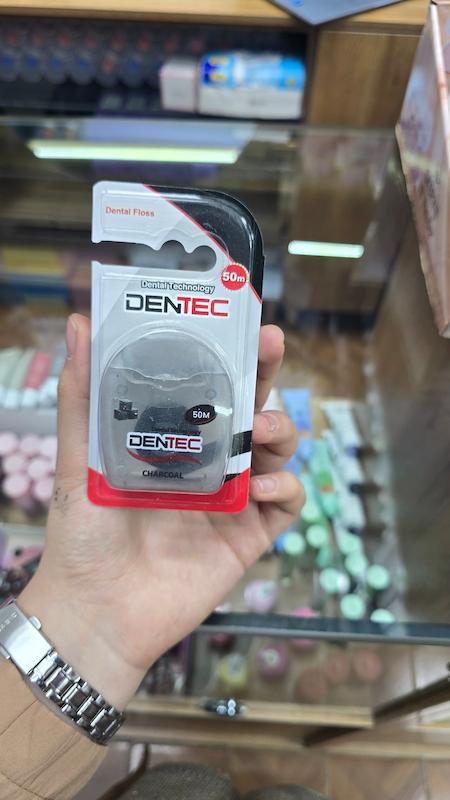 Dental Floss
50m
Dental Technology
DENTEC
50M
Dental Technology
DENTEC
CHARCOAL